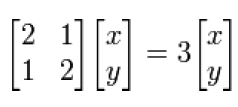 [2 1
1 2] [x
y] = 3 [x
y]